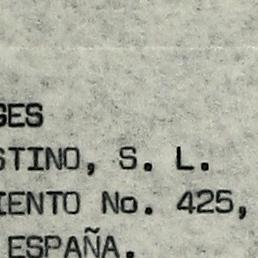 GES
STINO, S. L.
IENTO No. 425,
ESPAÑA.